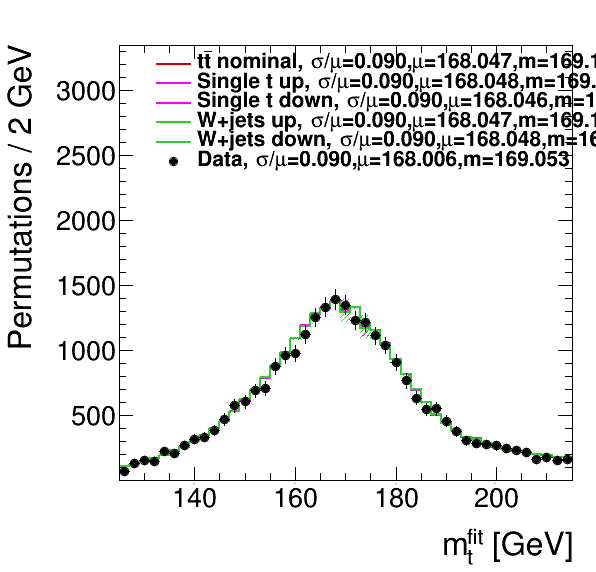 Permutations / 2 GeV
tt̄ nominal, σ/μ=0.090,μ=168.047,m=169.1
Single t up, σ/μ=0.090,μ=168.048,m=169.
Single t down, σ/μ=0.090,μ=168.046,m=1
W+jets up, σ/μ=0.090,μ=168.047,m=169.1
W+jets down, σ/μ=0.090,μ=168.048,m=16
Data, σ/μ=0.090,μ=168.006,m=169.053
3000
2500
2000
1500
1000
500
140 160 180 200
m_t^fit [GeV]